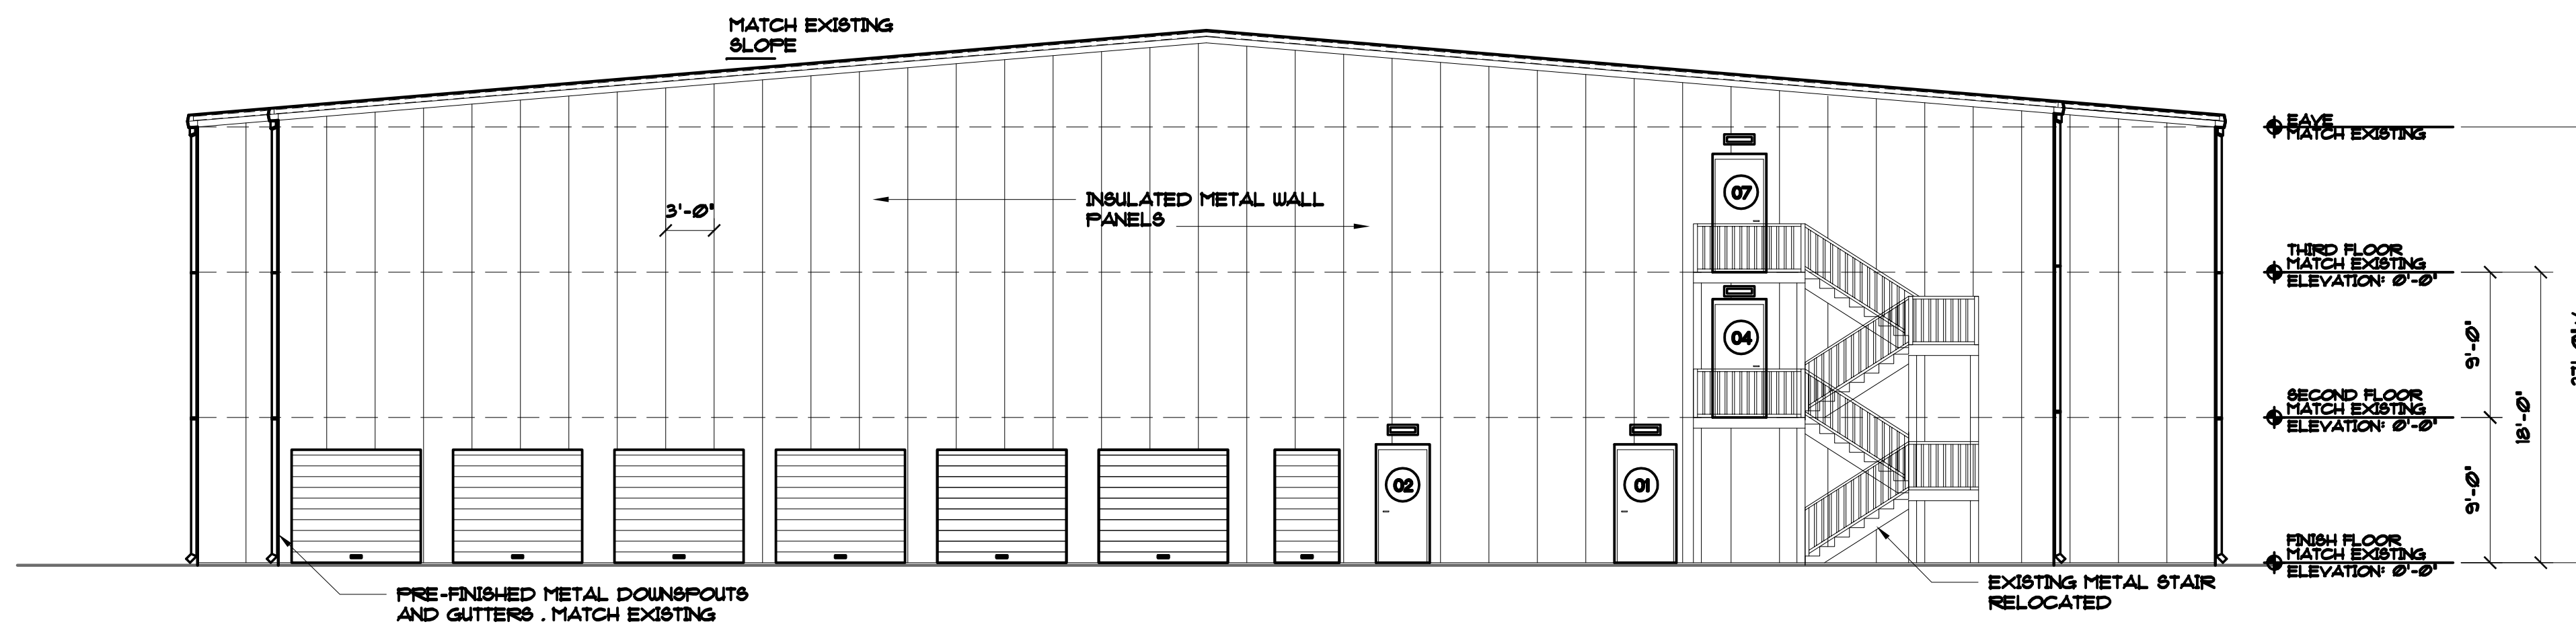 MATCH EXISTING
SLOPE
EAVE
MATCH EXISTING
07
INSULATED METAL WALL
PANELS
3'-0"
THIRD FLOOR
MATCH EXISTING
ELEVATION: 0'-0"
04
9'-0"
18'-0"
SECOND FLOOR
MATCH EXISTING
ELEVATION: 0'-0"
02
01
9'-0"
FINISH FLOOR
MATCH EXISTING
ELEVATION: 0'-0"
PRE-FINISHED METAL DOWNSPOUTS
AND GUTTERS . MATCH EXISTING
EXISTING METAL STAIR
RELOCATED